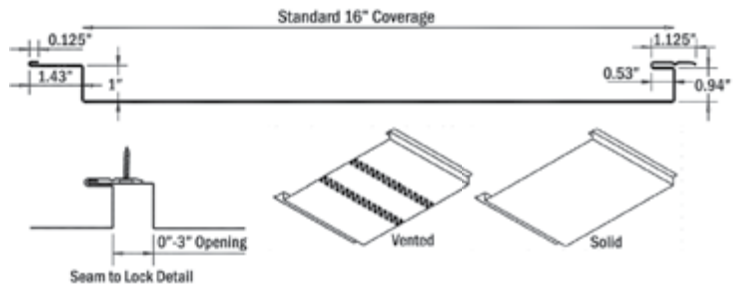 Standard 16" Coverage
0.125"
1.125"
1.43"
1"
0.53"
0.94"
0"-3" Opening
Seam to Lock Detail
Vented
Solid